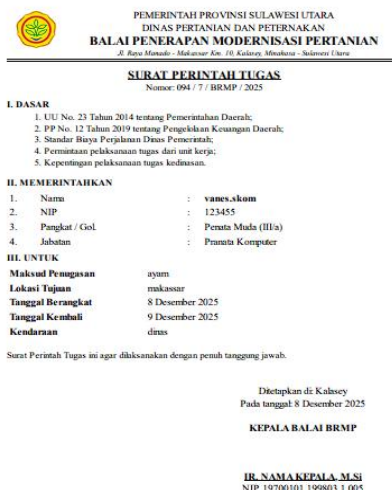 PEMERINTAH PROVINSI SULAWESI UTARA
DINAS PERTANIAN DAN PETERNAKAN
BALAI PENERAPAN MODERNISASI PERTANIAN
Jl. Raya Manado - Makassar Km. 10, Kalasey, Minahasa - Sulawesi Utara
SURAT PERINTAH TUGAS
Nomor: 094 / 7 / BRMP / 2025
I. DASAR
1. UU No. 23 Tahun 2014 tentang Pemerintahan Daerah;
2. PP No. 12 Tahun 2019 tentang Pengelolaan Keuangan Daerah;
3. Standar Biaya Perjalanan Dinas Pemerintah;
4. Permintaan pelaksanaan tugas dari unit kerja;
5. Kepentingan pelaksanaan tugas kedinasan.
II. MEMERINTAHKAN
1. Nama : vanes.skom
2. NIP : 123455
3. Pangkat / Gol. : Penata Muda (III/a)
4. Jabatan : Pranata Komputer
III. UNTUK
Maksud Penugasan ayam
Lokasi Tujuan makassar
Tanggal Berangkat 8 Desember 2025
Tanggal Kembali 9 Desember 2025
Kendaraan dinas
Surat Perintah Tugas ini agar dilaksanakan dengan penuh tanggung jawab.
Ditetapkan di: Kalasey
Pada tanggal: 8 Desember 2025
KEPALA BALAI BRMP
IR. NAMA KEPALA, M.Si
NIP. 19700101 199803 1 005